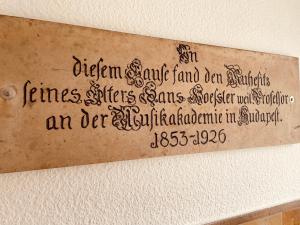 In
diesem Hause fand den Ruhesitz
seines Alters Hans Koessler weil. Professor
an der Musikakademie in Budapest.
1853-1926